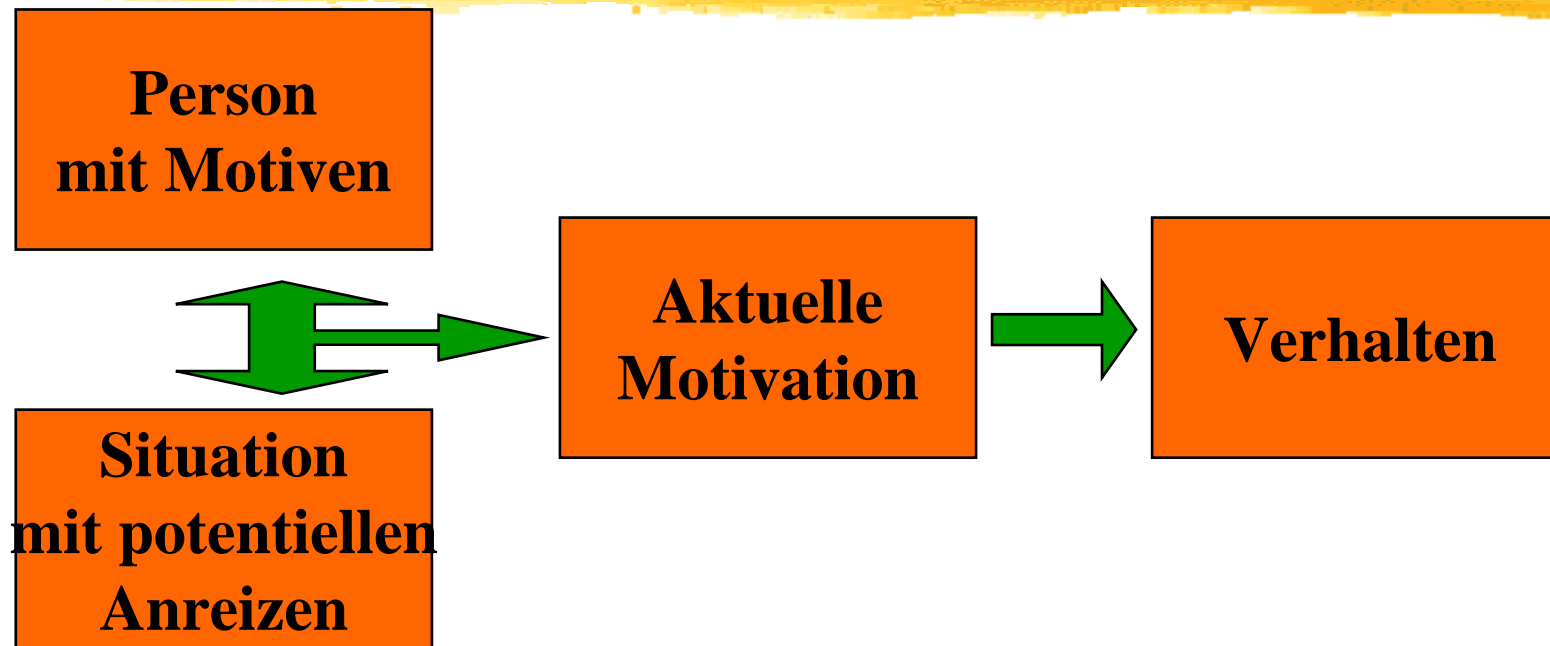 Person
mit Motiven
Aktuelle
Motivation
Verhalten
Situation
mit potentiellen
Anreizen